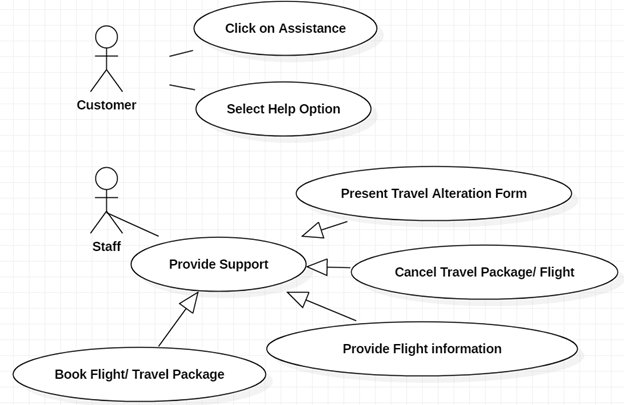 Click on Assistance
Customer
Select Help Option
Present Travel Alteration Form
Staff
Provide Support
Cancel Travel Package/ Flight
Provide Flight information
Book Flight/ Travel Package